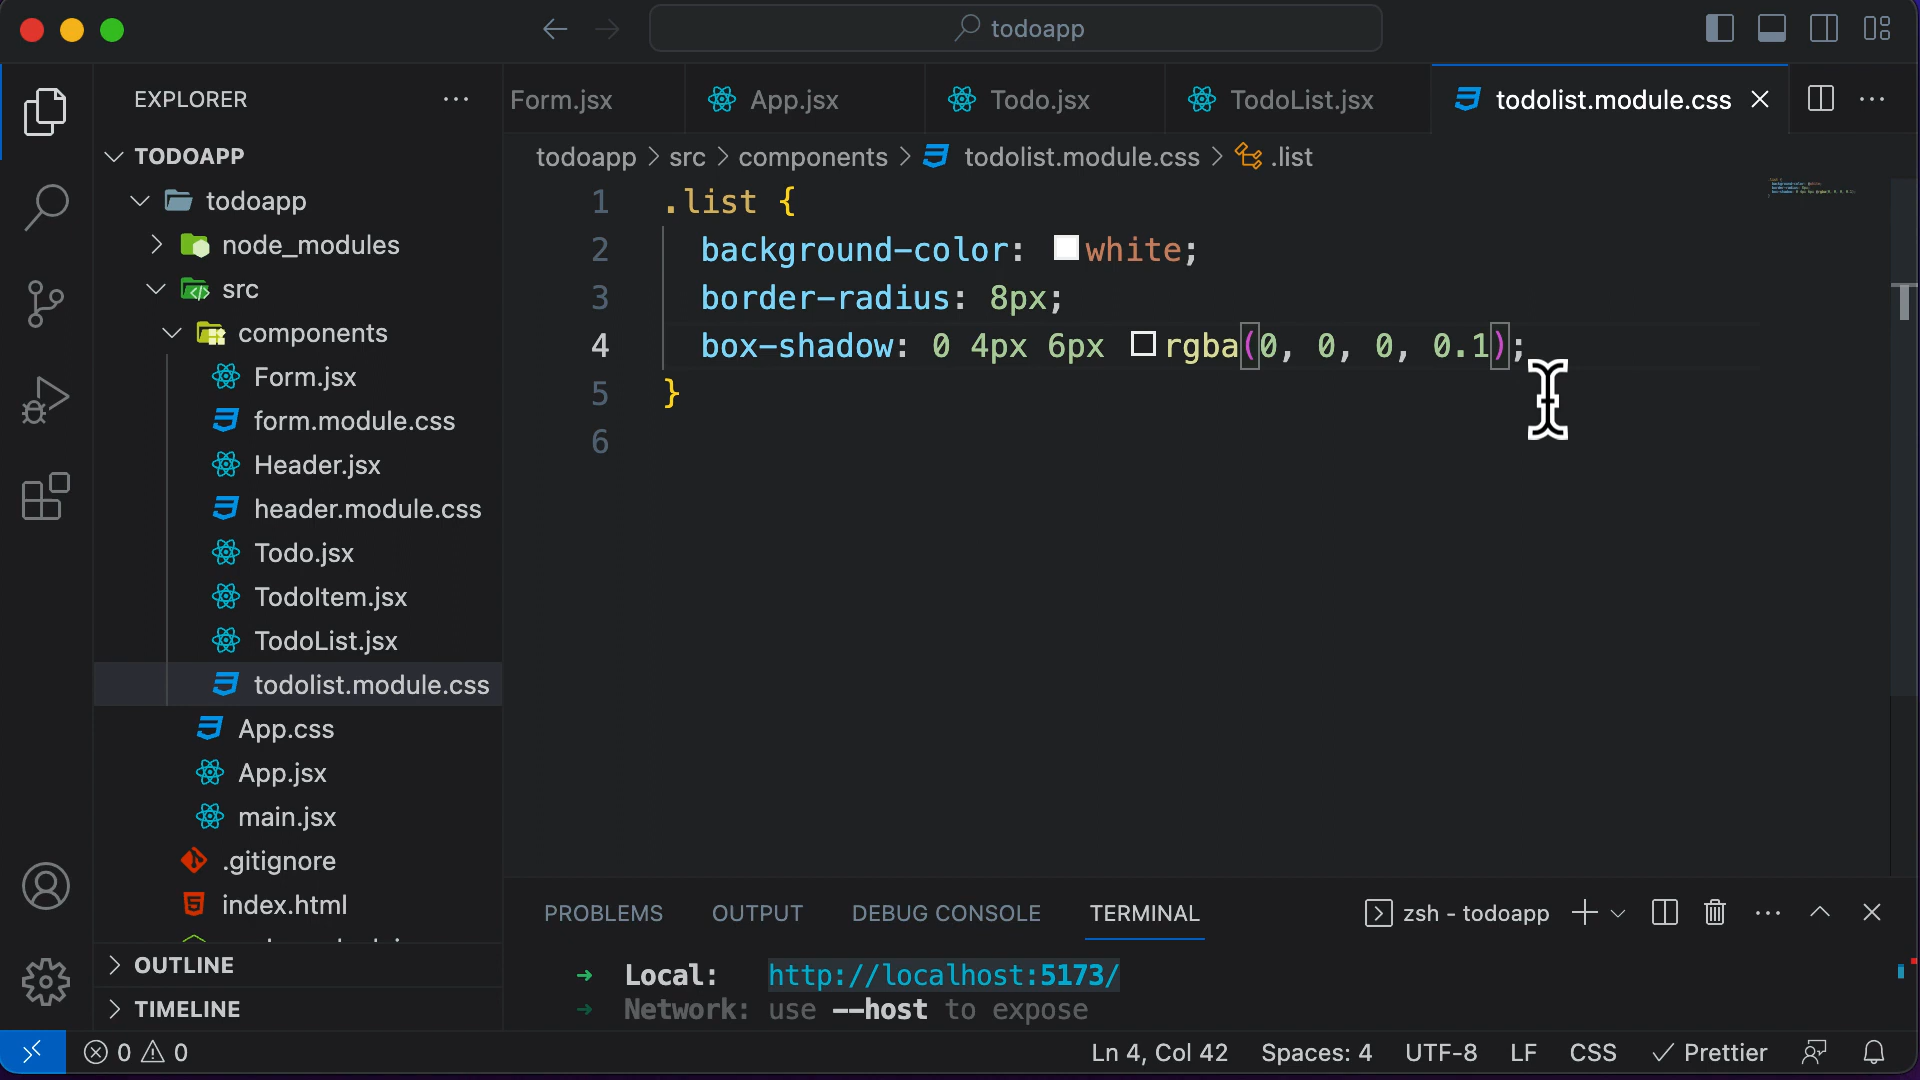 todoapp
EXPLORER
Form.jsx
App.jsx
Todo.jsx
TodoList.jsx
todolist.module.css
TODOAPP
todoapp
node_modules
src
components
Form.jsx
form.module.css
Header.jsx
header.module.css
Todo.jsx
TodoItem.jsx
TodoList.jsx
todolist.module.css
App.css
App.jsx
main.jsx
.gitignore
index.html
OUTLINE
TIMELINE
todoapp > src > components > todolist.module.css > .list
1 .list {
2 background-color: white;
3 border-radius: 8px;
4 box-shadow: 0 4px 6px rgba(0, 0, 0, 0.1);
5 }
6
PROBLEMS OUTPUT DEBUG CONSOLE TERMINAL zsh - todoapp
➜ Local: http://localhost:5173/
➜ Network: use --host to expose
0 0 Ln 4, Col 42 Spaces: 4 UTF-8 LF CSS Prettier